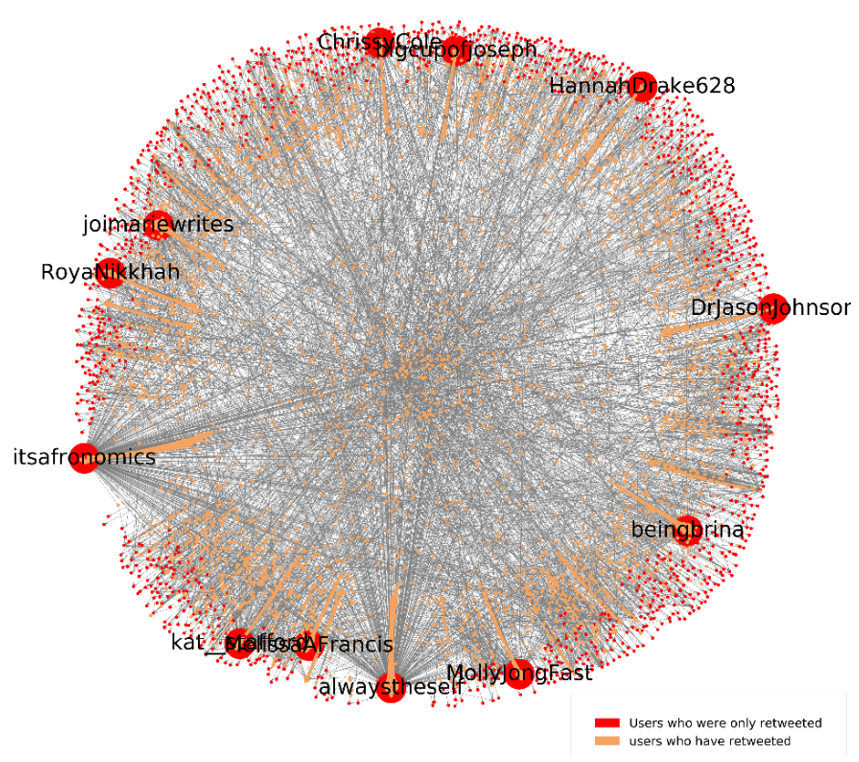 ChrissyCole
bigcupofjoseph
HannahDrake628
joimariewrites
RoyaNikkhah
DrJasonJohnson
itsafronomics
beingbrina
kat__stafford
MelissaAFrancis
MollyJongFast
alwaystheself
Users who were only retweeted
users who have retweeted